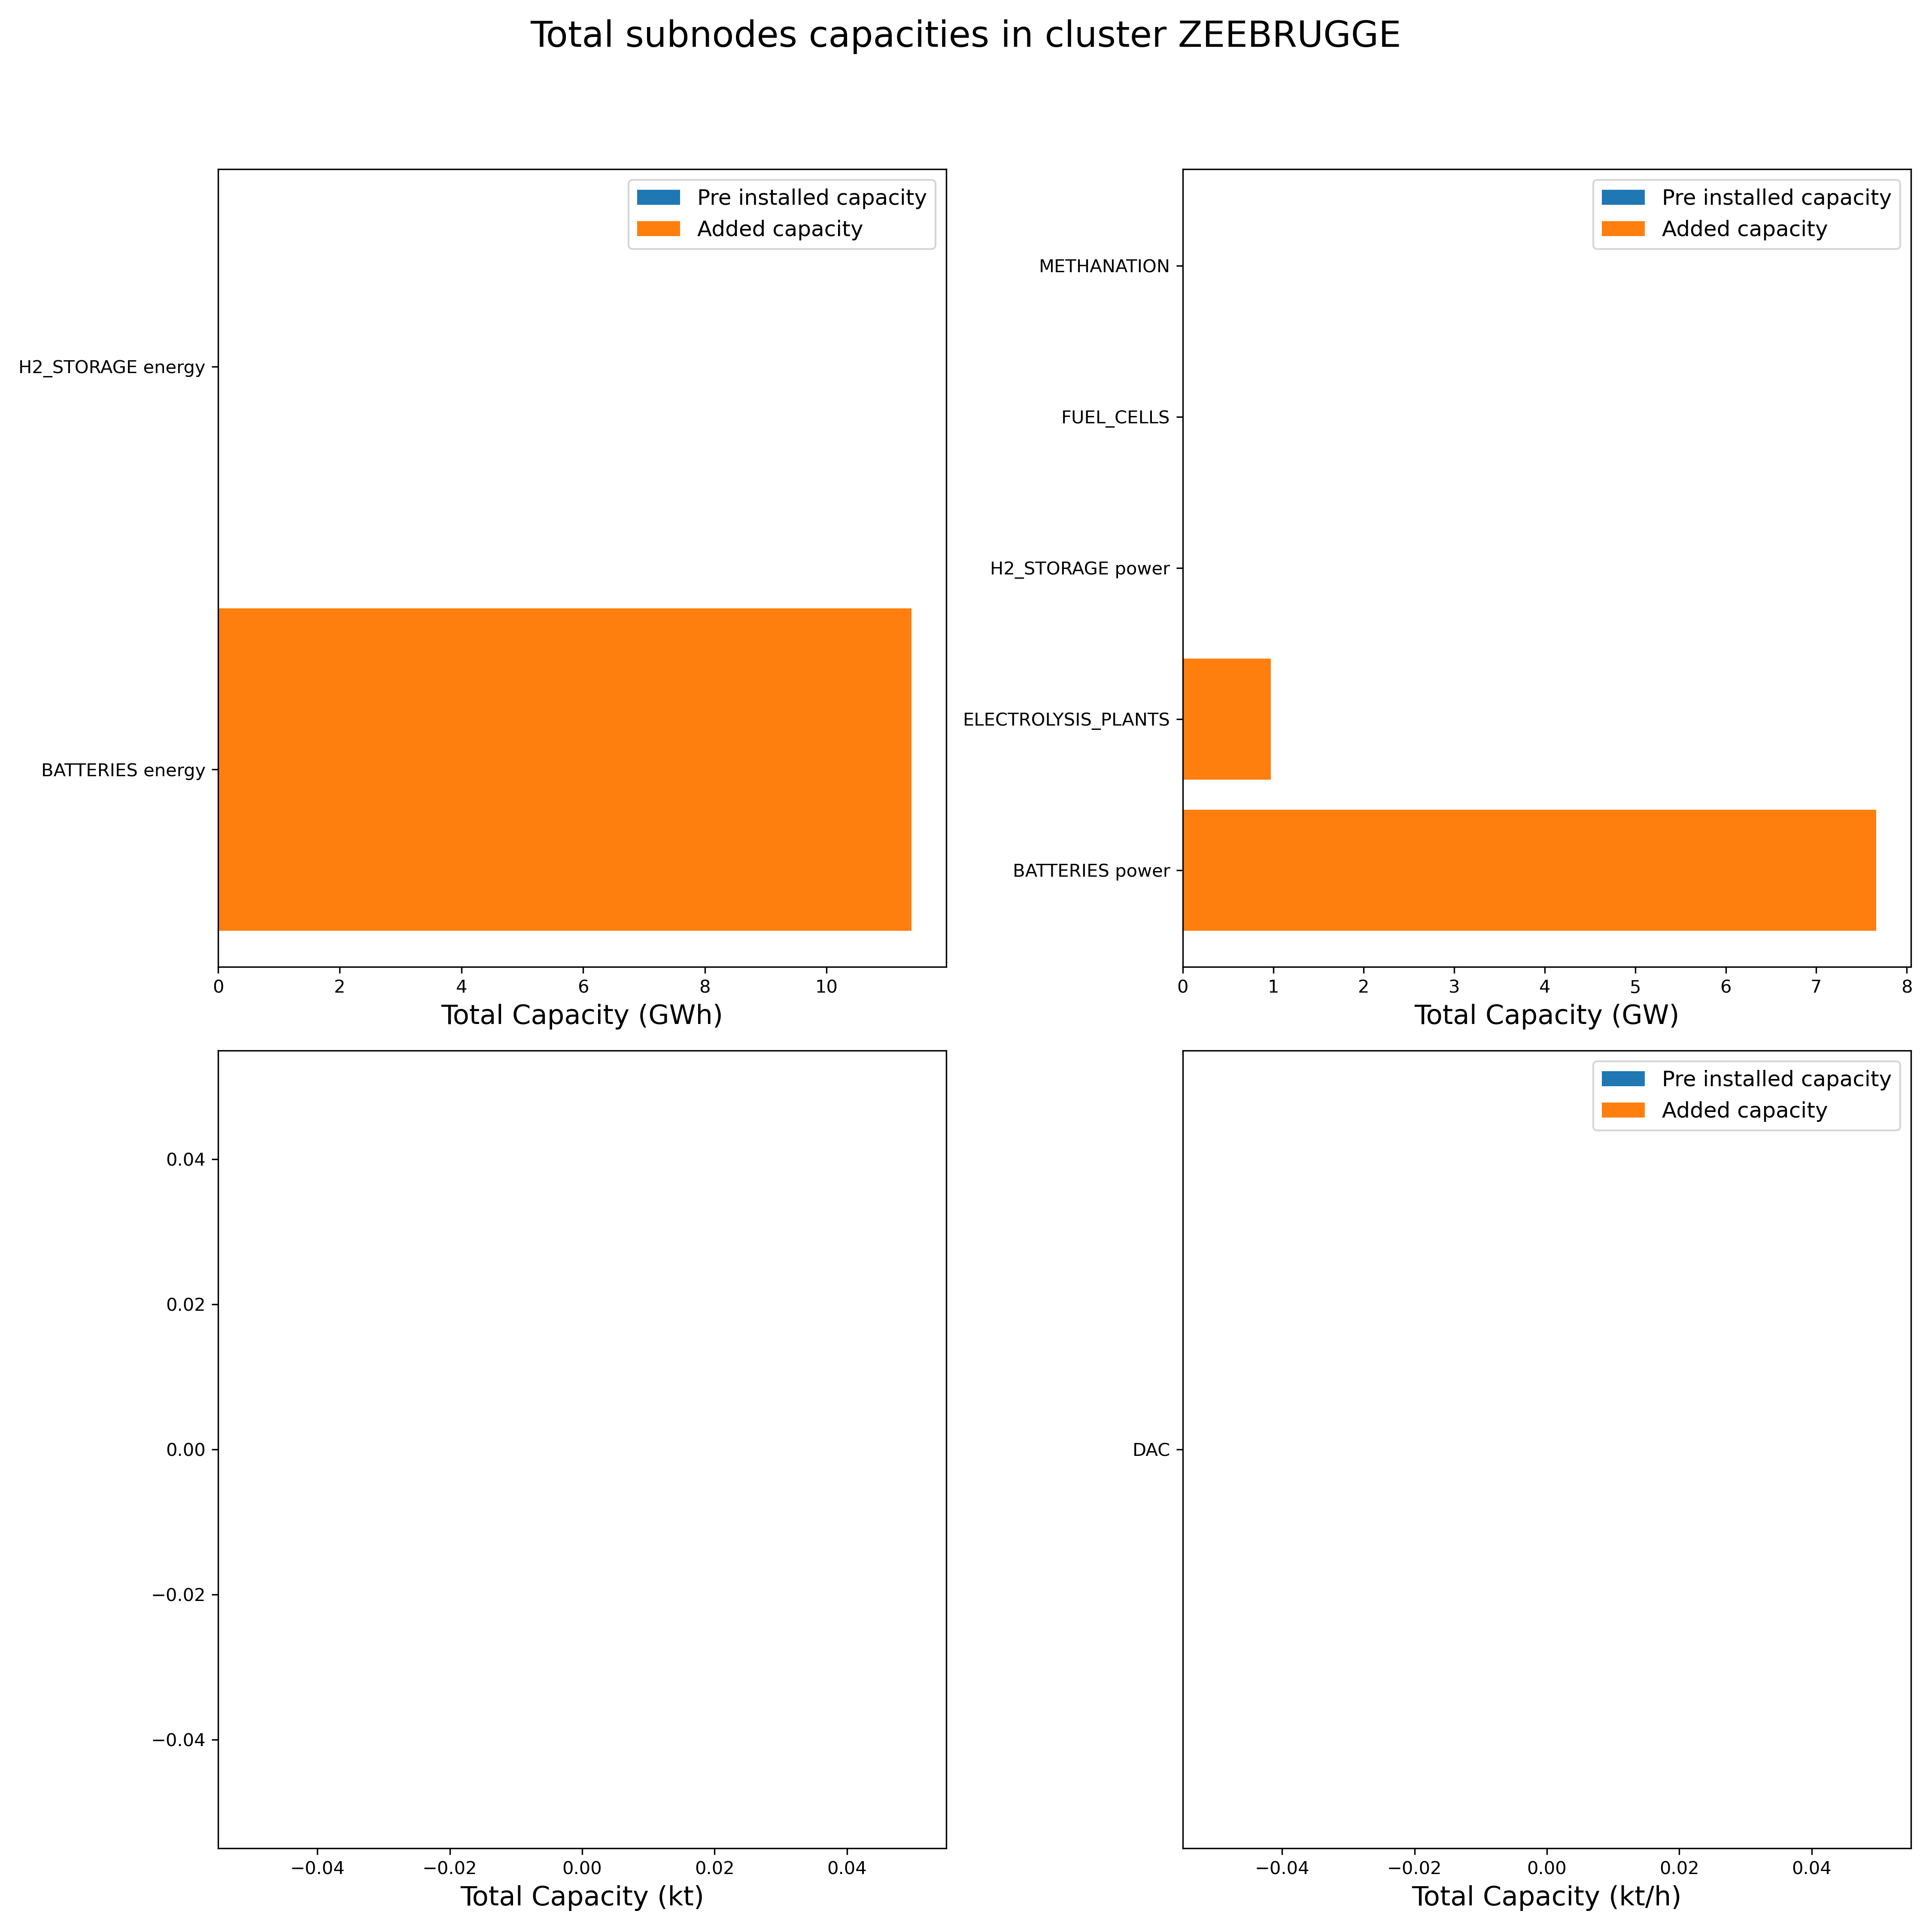 Total subnodes capacities in cluster ZEEBRUGGE
Pre installed capacity
Added capacity
H2_STORAGE energy
BATTERIES energy
0 2 4 6 8 10
Total Capacity (GWh)
Pre installed capacity
Added capacity
METHANATION
FUEL_CELLS
H2_STORAGE power
ELECTROLYSIS_PLANTS
BATTERIES power
0 1 2 3 4 5 6 7 8
Total Capacity (GW)
0.04
0.02
0.00
−0.02
−0.04
−0.04 −0.02 0.00 0.02 0.04
Total Capacity (kt)
Pre installed capacity
Added capacity
DAC
−0.04 −0.02 0.00 0.02 0.04
Total Capacity (kt/h)